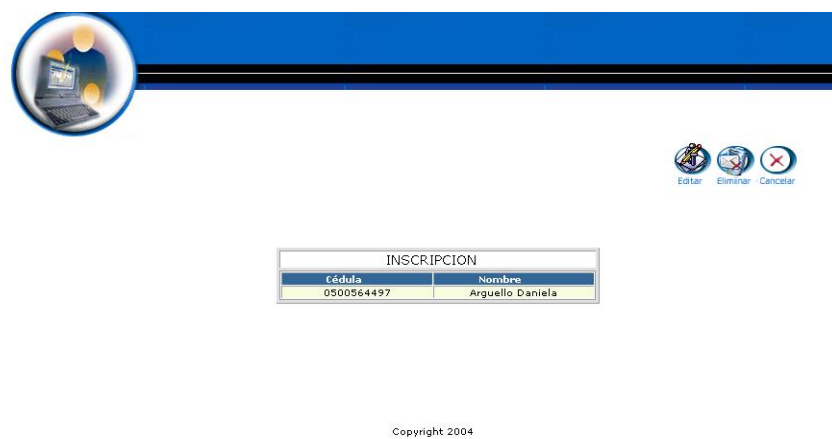 Editar Eliminar Cancelar
INSCRIPCION
Cédula Nombre
0500564497 Arguello Daniela
Copyright 2004